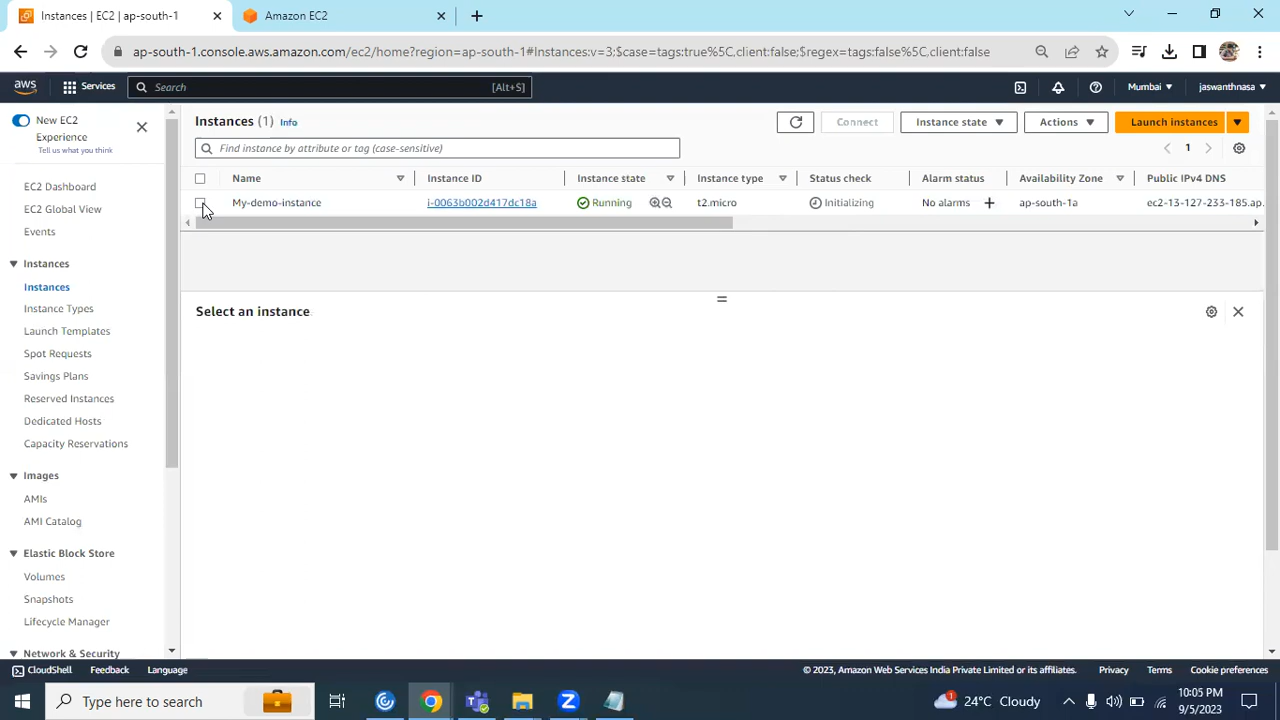 Instances | EC2 | ap-south-1
Amazon EC2
ap-south-1.console.aws.amazon.com/ec2/home?region=ap-south-1#Instances:v=3;$case=tags:true%5C,client:false;$regex=tags:false%5C,client:false
aws Services Search [Alt+S] Mumbai jaswanthnasa
New EC2
Experience
Tell us what you think
EC2 Dashboard
EC2 Global View
Events
Instances
Instances
Instance Types
Launch Templates
Spot Requests
Savings Plans
Reserved Instances
Dedicated Hosts
Capacity Reservations
Images
AMIs
AMI Catalog
Elastic Block Store
Volumes
Snapshots
Lifecycle Manager
Network & Security
Instances (1) Info Connect Instance state Actions Launch instances
Find instance by attribute or tag (case-sensitive) 1
Name Instance ID Instance state Instance type Status check Alarm status Availability Zone Public IPv4 DNS
My-demo-instance i-0063b002d417dc18a Running t2.micro Initializing No alarms + ap-south-1a ec2-13-127-233-185.ap.
Select an instance
CloudShell Feedback Language © 2023, Amazon Web Services India Private Limited or its affiliates. Privacy Terms Cookie preferences
Type here to search 1 24°C Cloudy 10:05 PM
9/5/2023